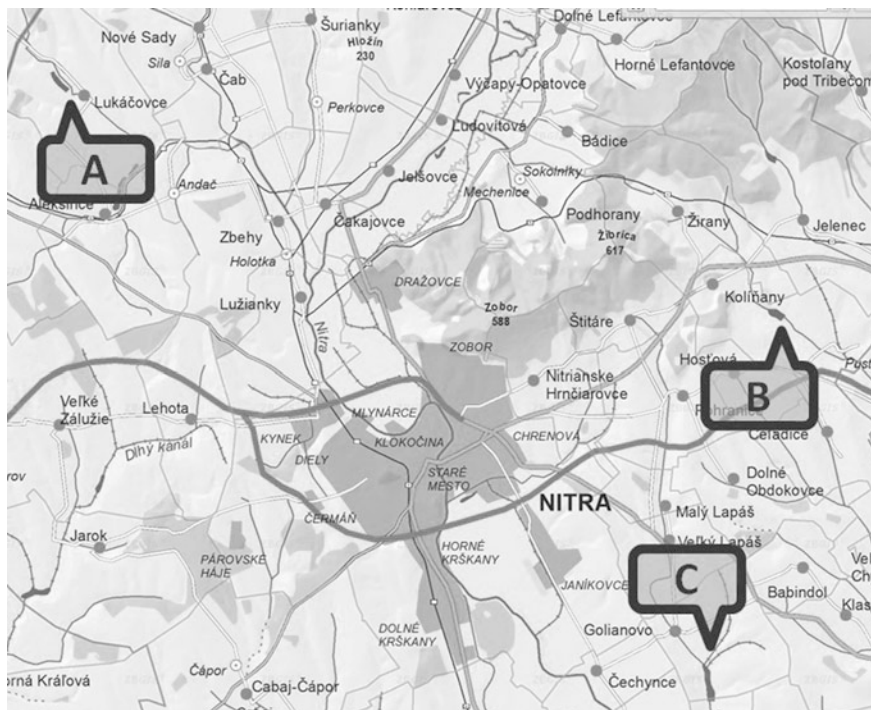 Nové Sady
Šurianky
Hložín
230
Dolné Lefantovce
Horné Lefantovce
Kostoľany
pod Tribečom
Sila
Čab
Perkovce
Výčapy-Opatovce
Lukáčovce
Ľudovítová
Bádice
A
Andač
Jelšovce
Sokolníky
Mechenice
Aleksince
Čakajovce
Podhorany
Žirany
Jelenec
Zbehy
Holotka
Žibrica
617
DRAŽOVCE
Kolíňany
Lužianky
Nitra
Zobor
588
Štitáre
ZOBOR
Hosťová
B
Nitrianske
Hrnčiarovce
Pohranice
Veľké
Zálužie
Lehota
MLYNÁRCE
KYNEK
KLOKOČINA
CHRENOVÁ
Čeladice
Dlhý kanál
DIELY
STARÉ
MESTO
Dolné
Obdokovce
NITRA
ČERMÁŇ
Malý Lapáš
Jarok
PÁROVSKÉ
HÁJE
HORNÉ
KRŠKANY
Veľký Lapáš
C
JANÍKOVCE
Babindol
Golianovo
DOLNÉ
KRŠKANY
Čápor
Cabaj-Čápor
Čechynce